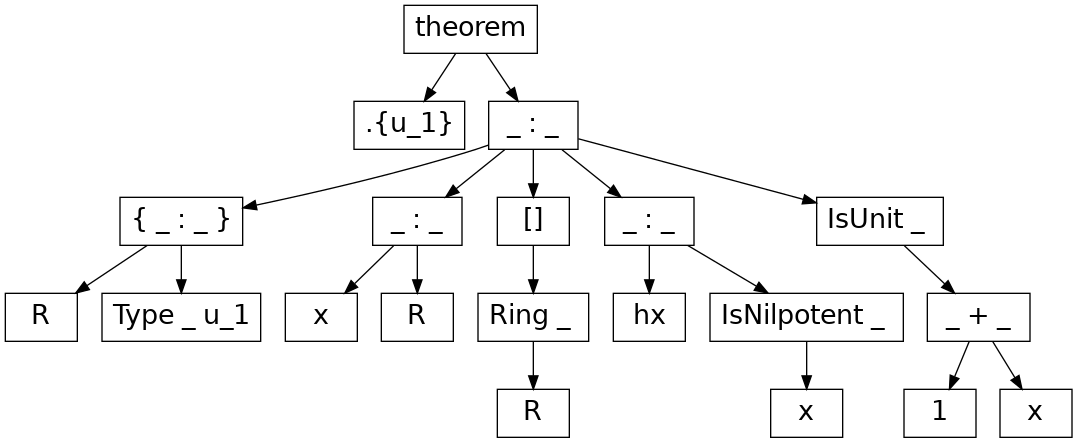 theorem
.{u_1} _ : _
{ _ : _ } _ : _ [] _ : _ IsUnit _
R Type _ u_1 x R Ring _ hx IsNilpotent _ _ + _
R x 1 x